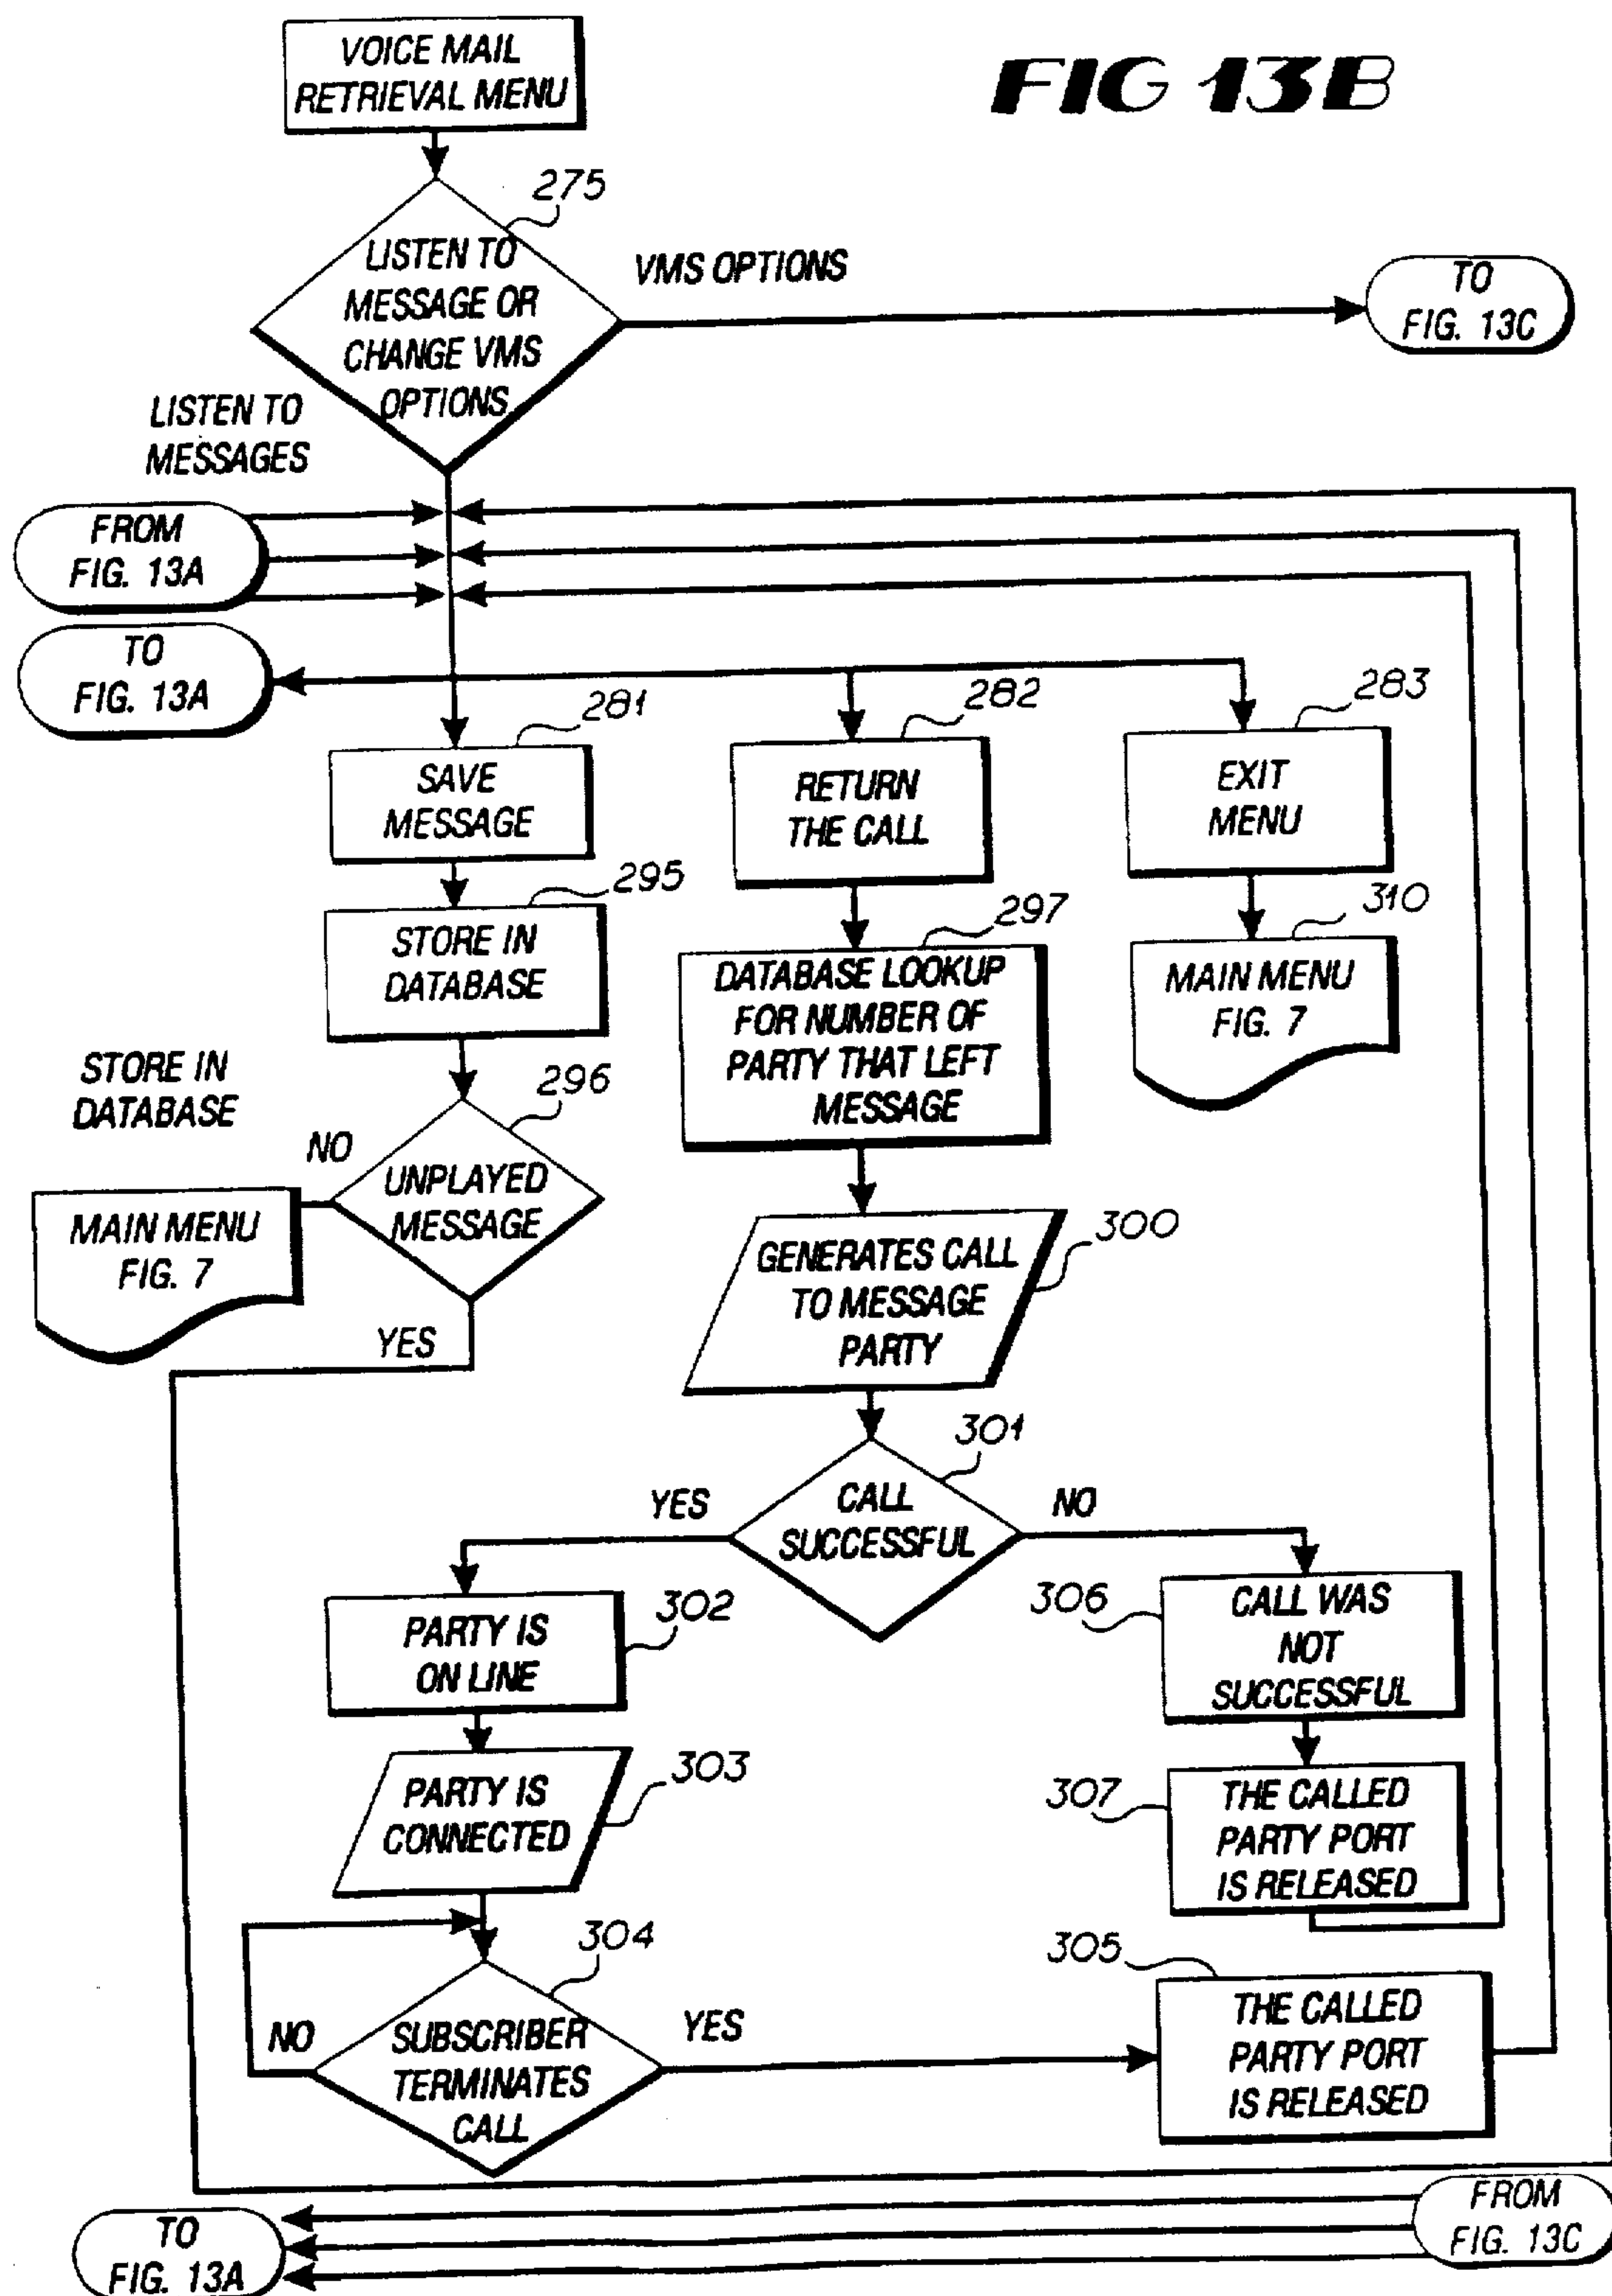 FIG 13B
VOICE MAIL
RETRIEVAL MENU
275
LISTEN TO
MESSAGE OR
CHANGE VMS
OPTIONS
VMS OPTIONS
TO
FIG. 13C
LISTEN TO
MESSAGES
FROM
FIG. 13A
TO
FIG. 13A
281
SAVE
MESSAGE
282
RETURN
THE CALL
283
EXIT
MENU
295
STORE IN
DATABASE
297
DATABASE LOOKUP
FOR NUMBER OF
PARTY THAT LEFT
MESSAGE
310
MAIN MENU
FIG. 7
STORE IN
DATABASE
296
NO
UNPLAYED
MESSAGE
MAIN MENU
FIG. 7
YES
300
GENERATES CALL
TO MESSAGE
PARTY
301
YES
CALL
SUCCESSFUL
NO
302
PARTY IS
ON LINE
306
CALL WAS
NOT
SUCCESSFUL
303
PARTY IS
CONNECTED
307
THE CALLED
PARTY PORT
IS RELEASED
304
NO
SUBSCRIBER
TERMINATES
CALL
YES
305
THE CALLED
PARTY PORT
IS RELEASED
TO
FIG. 13A
FROM
FIG. 13C